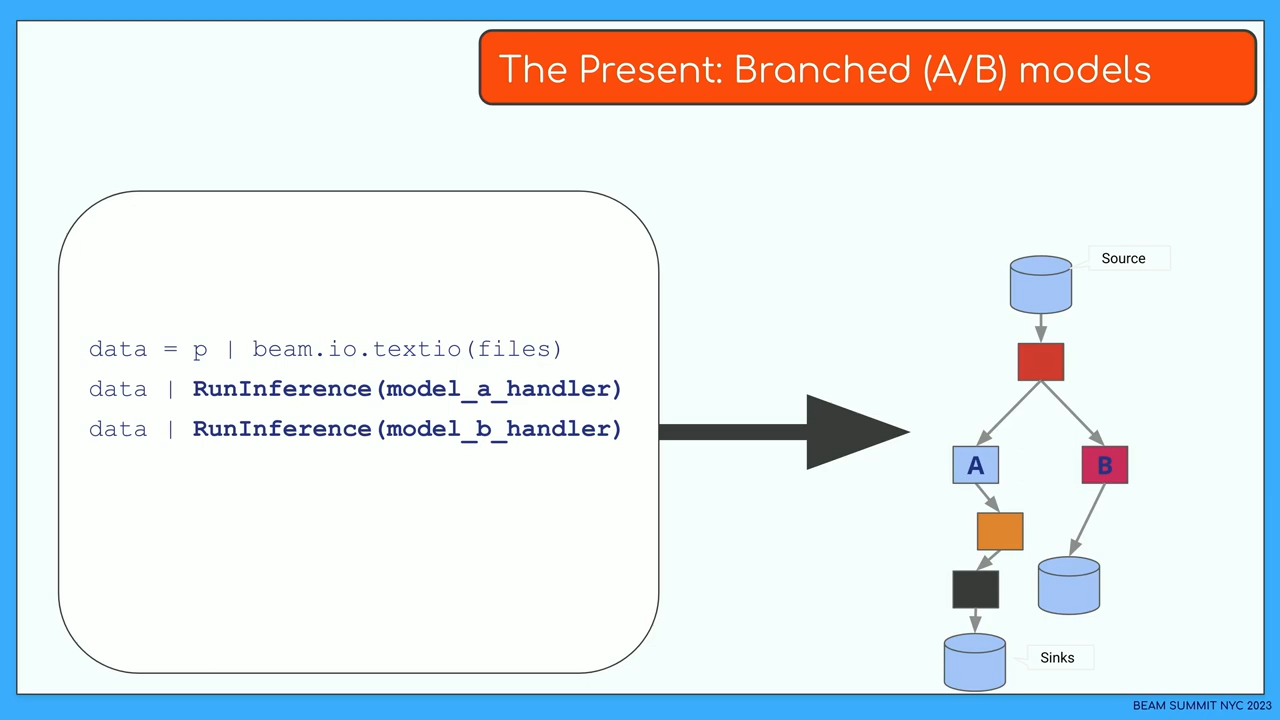 The Present: Branched (A/B) models
data = p | beam.io.textio(files)
data | RunInference(model_a_handler)
data | RunInference(model_b_handler)
Source
A
B
Sinks
BEAM SUMMIT NYC 2023